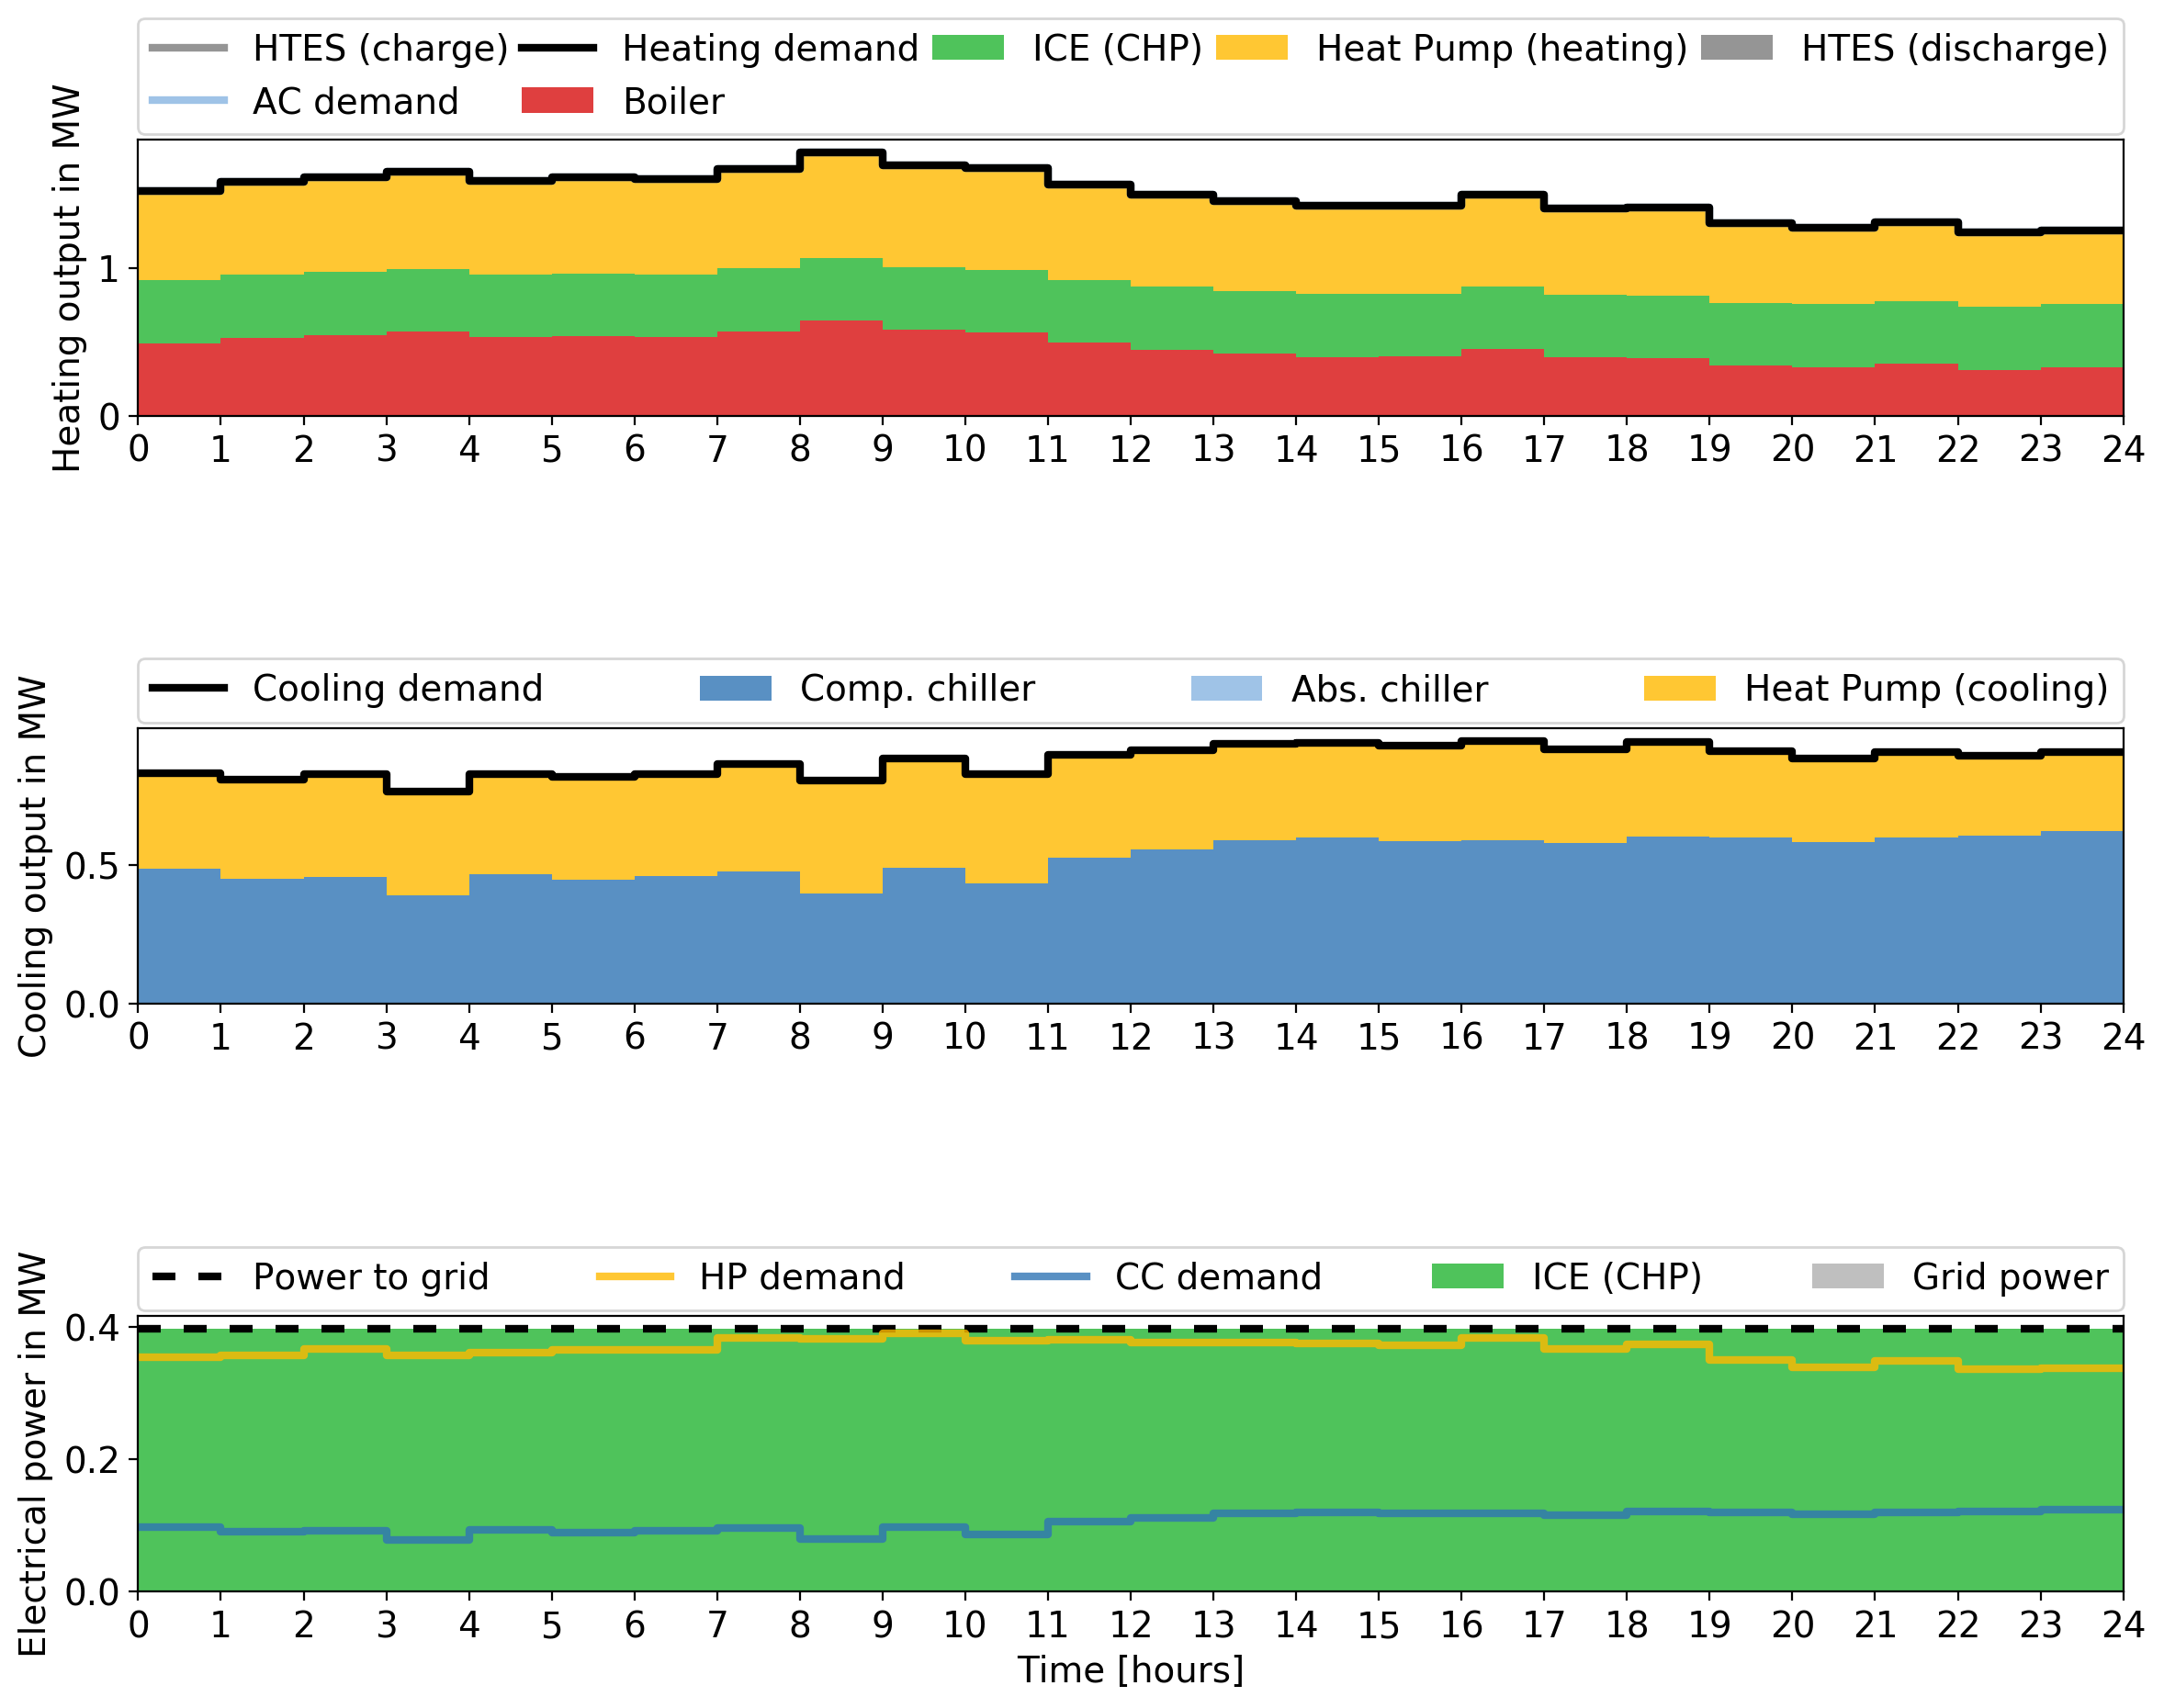 HTES (charge) Heating demand ICE (CHP) Heat Pump (heating) HTES (discharge)
AC demand Boiler
Heating output in MW
1
0
0 1 2 3 4 5 6 7 8 9 10 11 12 13 14 15 16 17 18 19 20 21 22 23 24
Cooling demand Comp. chiller Abs. chiller Heat Pump (cooling)
Cooling output in MW
0.5
0.0
0 1 2 3 4 5 6 7 8 9 10 11 12 13 14 15 16 17 18 19 20 21 22 23 24
Power to grid HP demand CC demand ICE (CHP) Grid power
Electrical power in MW
0.4
0.2
0.0
0 1 2 3 4 5 6 7 8 9 10 11 12 13 14 15 16 17 18 19 20 21 22 23 24
Time [hours]